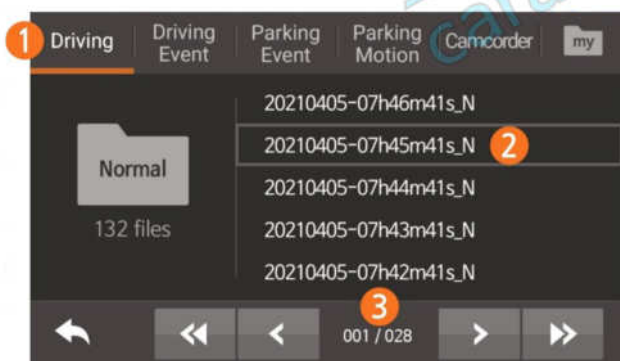 1 Driving Driving Event Parking Event Parking Motion Camcorder my
20210405-07h46m41s_N
20210405-07h45m41s_N 2
Normal
20210405-07h44m41s_N
132 files
20210405-07h43m41s_N
20210405-07h42m41s_N
3
001 / 028